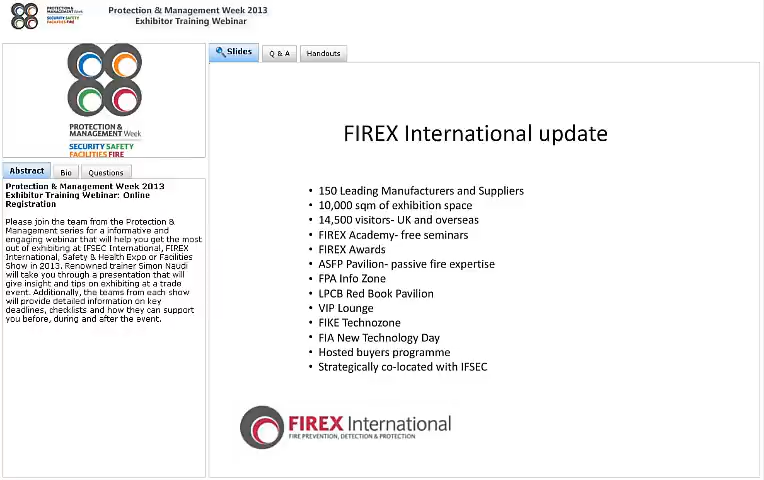 PROTECTION &
MANAGEMENT Week
SECURITY SAFETY
FACILITIES FIRE
Protection & Management Week 2013
Exhibitor Training Webinar
PROTECTION &
MANAGEMENT Week
SECURITY SAFETY
FACILITIES FIRE
Slides
Q & A
Handouts
Abstract
Bio
Questions
Protection & Management Week 2013
Exhibitor Training Webinar: Online
Registration
Please join the team from the Protection &
Management series for a informative and
engaging webinar that will help you get the most
out of exhibiting at IFSEC International, FIREX
International, Safety & Health Expo or Facilities
Show in 2013. Renowned trainer Simon Naudi
will take you through a presentation that will
give insight and tips on exhibiting at a trade
event. Additionally, the teams from each show
will provide detailed information on key
deadlines, checklists and how they can support
you before, during and after the event.
FIREX International update
• 150 Leading Manufacturers and Suppliers
• 10,000 sqm of exhibition space
• 14,500 visitors- UK and overseas
• FIREX Academy- free seminars
• FIREX Awards
• ASFP Pavilion- passive fire expertise
• FPA Info Zone
• LPCB Red Book Pavilion
• VIP Lounge
• FIKE Technozone
• FIA New Technology Day
• Hosted buyers programme
• Strategically co-located with IFSEC
FIREX International
FIRE PREVENTION, DETECTION & PROTECTION